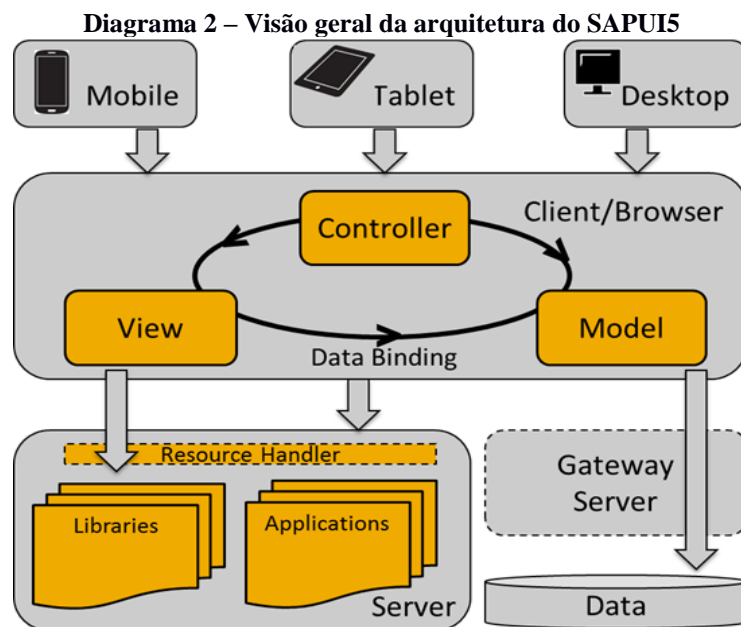 Diagrama 2 – Visão geral da arquitetura do SAPUI5
Mobile
Tablet
Desktop
Client/Browser
Controller
View
Model
Data Binding
Resource Handler
Libraries
Applications
Server
Gateway
Server
Data